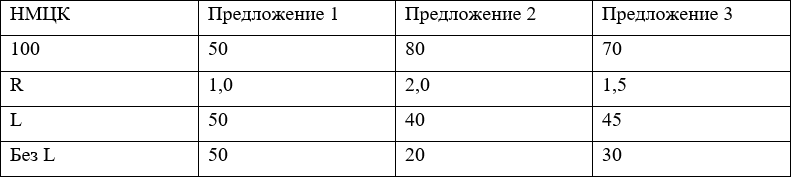 НМЦК Предложение 1 Предложение 2 Предложение 3
100 50 80 70
R 1,0 2,0 1,5
L 50 40 45
Без L 50 20 30